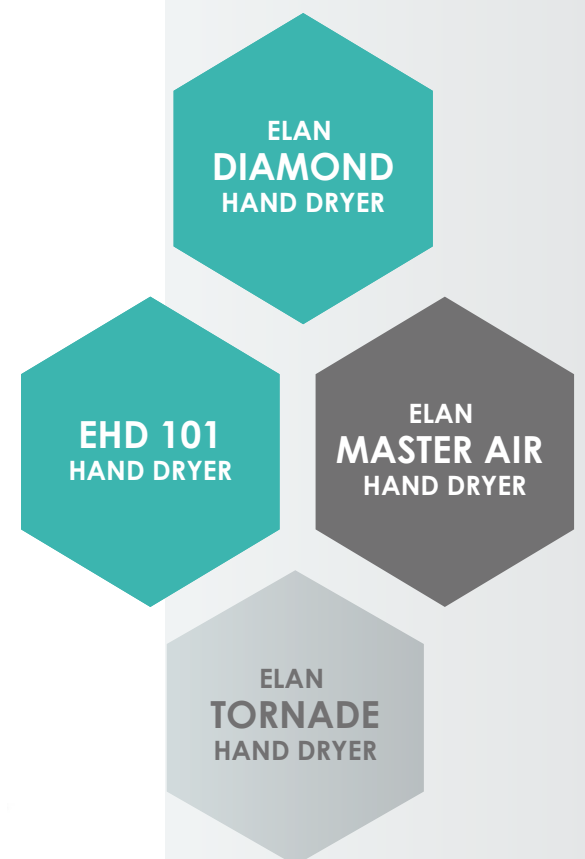 ELAN
DIAMOND
HAND DRYER
EHD 101
HAND DRYER
ELAN
MASTER AIR
HAND DRYER
ELAN
TORNADE
HAND DRYER